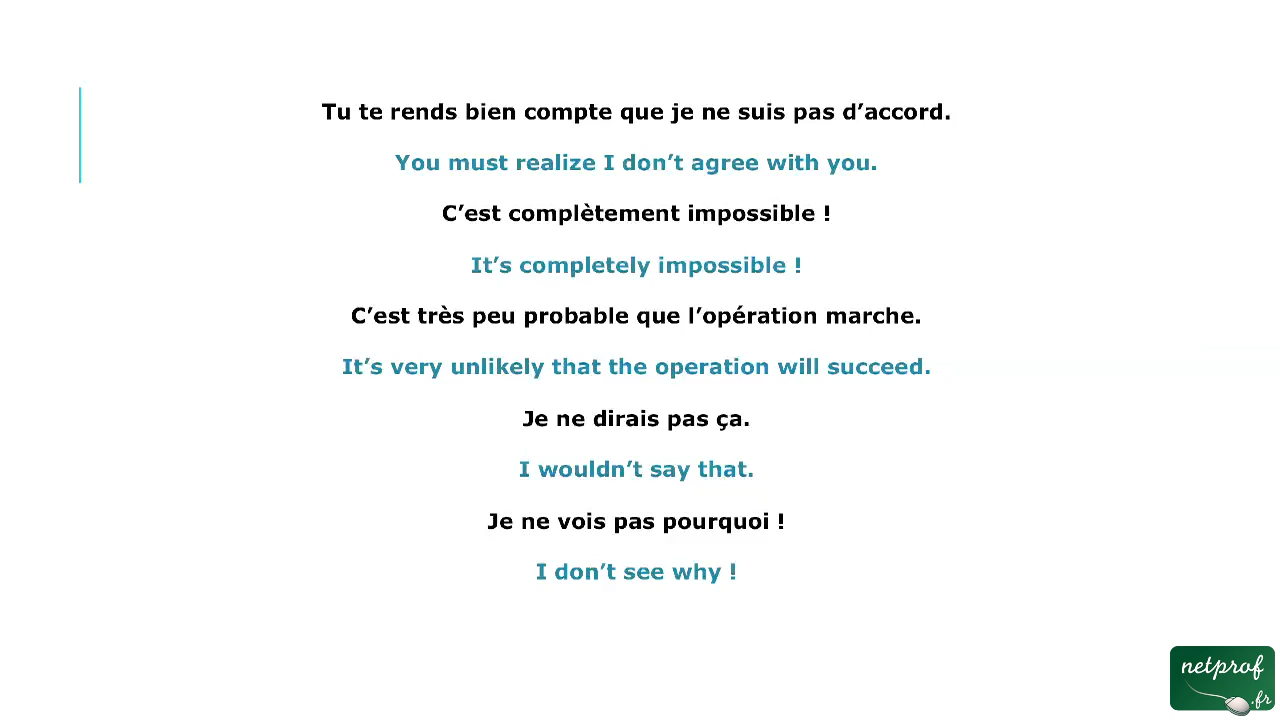 Tu te rends bien compte que je ne suis pas d’accord.
You must realize I don’t agree with you.
C’est complètement impossible !
It’s completely impossible !
C’est très peu probable que l’opération marche.
It’s very unlikely that the operation will succeed.
Je ne dirais pas ça.
I wouldn’t say that.
Je ne vois pas pourquoi !
I don’t see why !
netprof
.fr